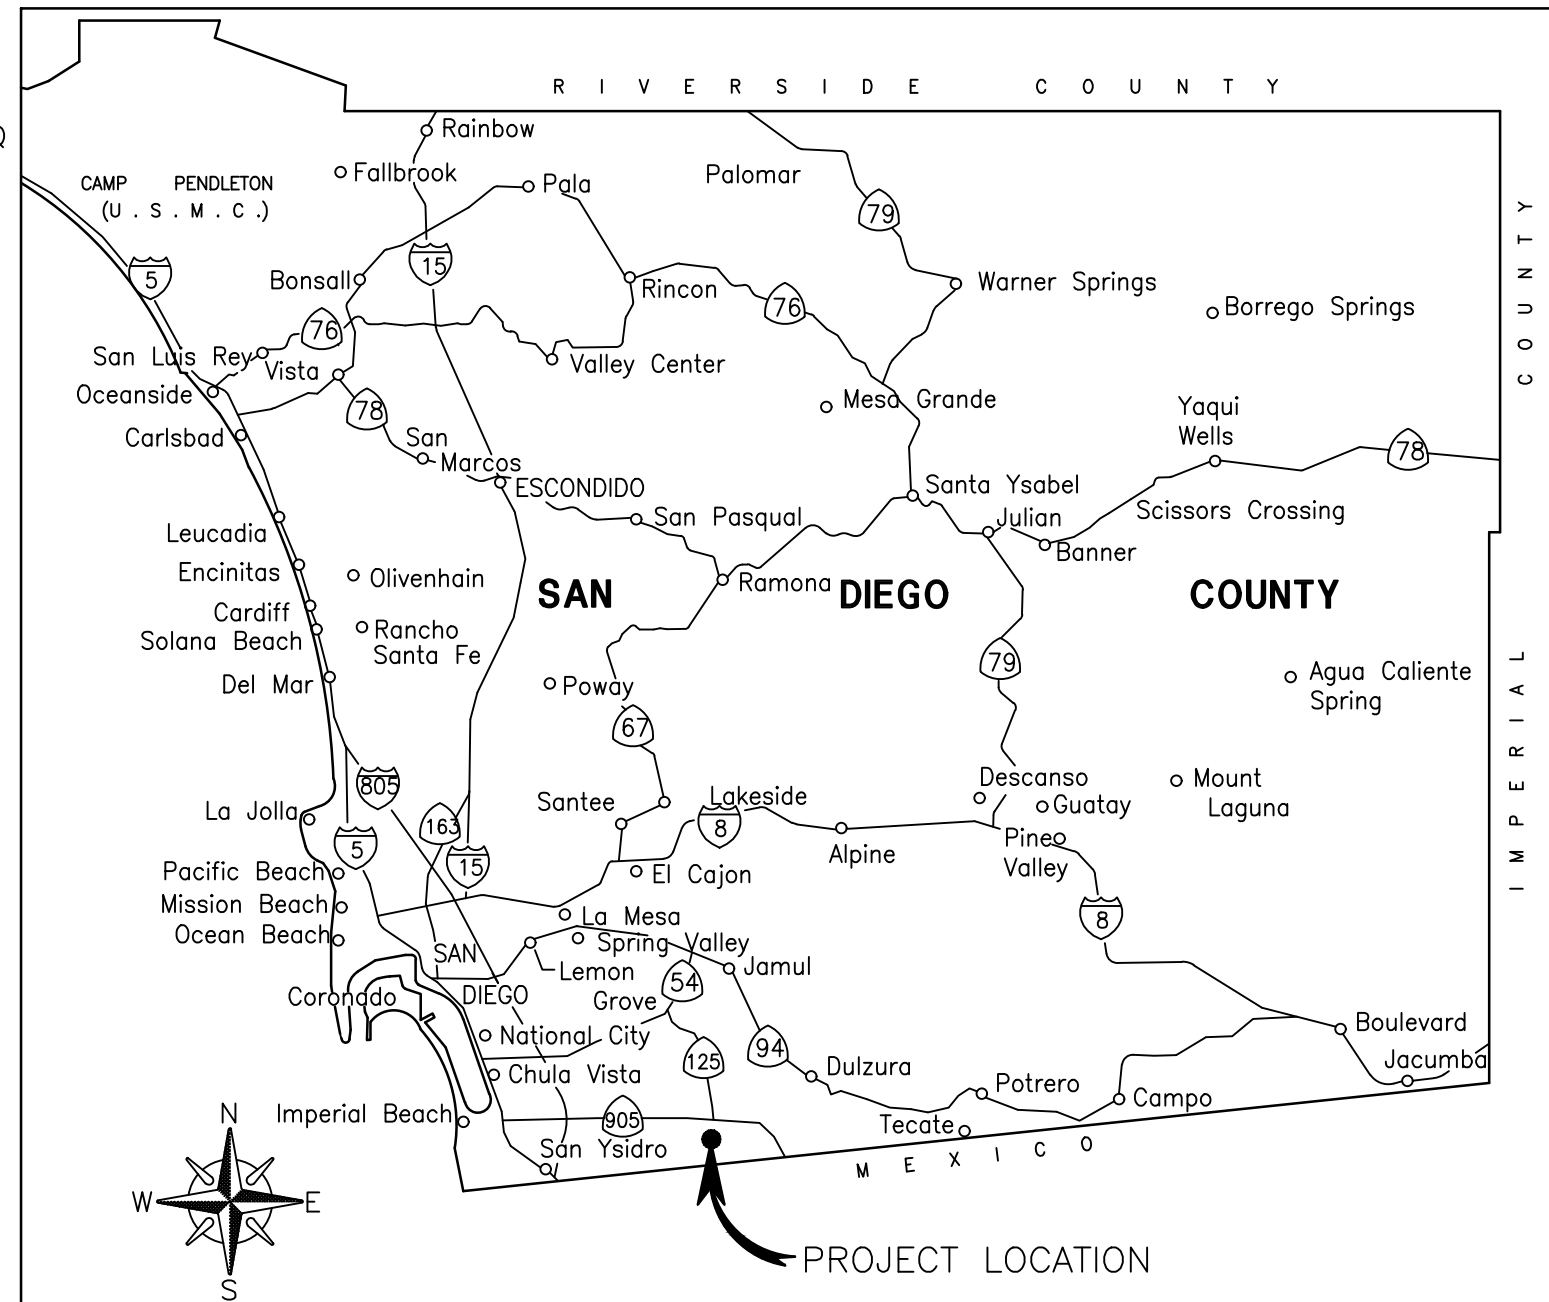 RIVERSIDE COUNTY
Rainbow
Fallbrook
CAMP PENDLETON
(U.S.M.C.)
Pala
Palomar
79
COUNTY
5
15
Bonsall
Rincon
Warner Springs
76
76
Borrego Springs
San Luis Rey
Vista
Valley Center
Oceanside
78
Mesa Grande
Yaqui
Wells
Carlsbad
San
Marcos
78
ESCONDIDO
Santa Ysabel
San Pasqual
Julian
Scissors Crossing
Leucadia
Banner
Encinitas
Olivenhain
Ramona
SAN DIEGO COUNTY
Cardiff
Solana Beach
Rancho
Santa Fe
79
Del Mar
Poway
Agua Caliente
Spring
IMPERIAL
67
805
Descanso
Mount
Laguna
Santee
Lakeside
Guatay
La Jolla
163
8
Pine
Valley
5
15
Alpine
Pacific Beach
El Cajon
Mission Beach
La Mesa
8
Ocean Beach
Spring Valley
SAN
DIEGO
Lemon
Grove
Jamul
54
Coronado
National City
125
94
Boulevard
Jacumba
Chula Vista
Dulzura
Potrero
Campo
Imperial Beach
905
Tecate
San Ysidro
MEXICO
N
W
E
S
PROJECT LOCATION